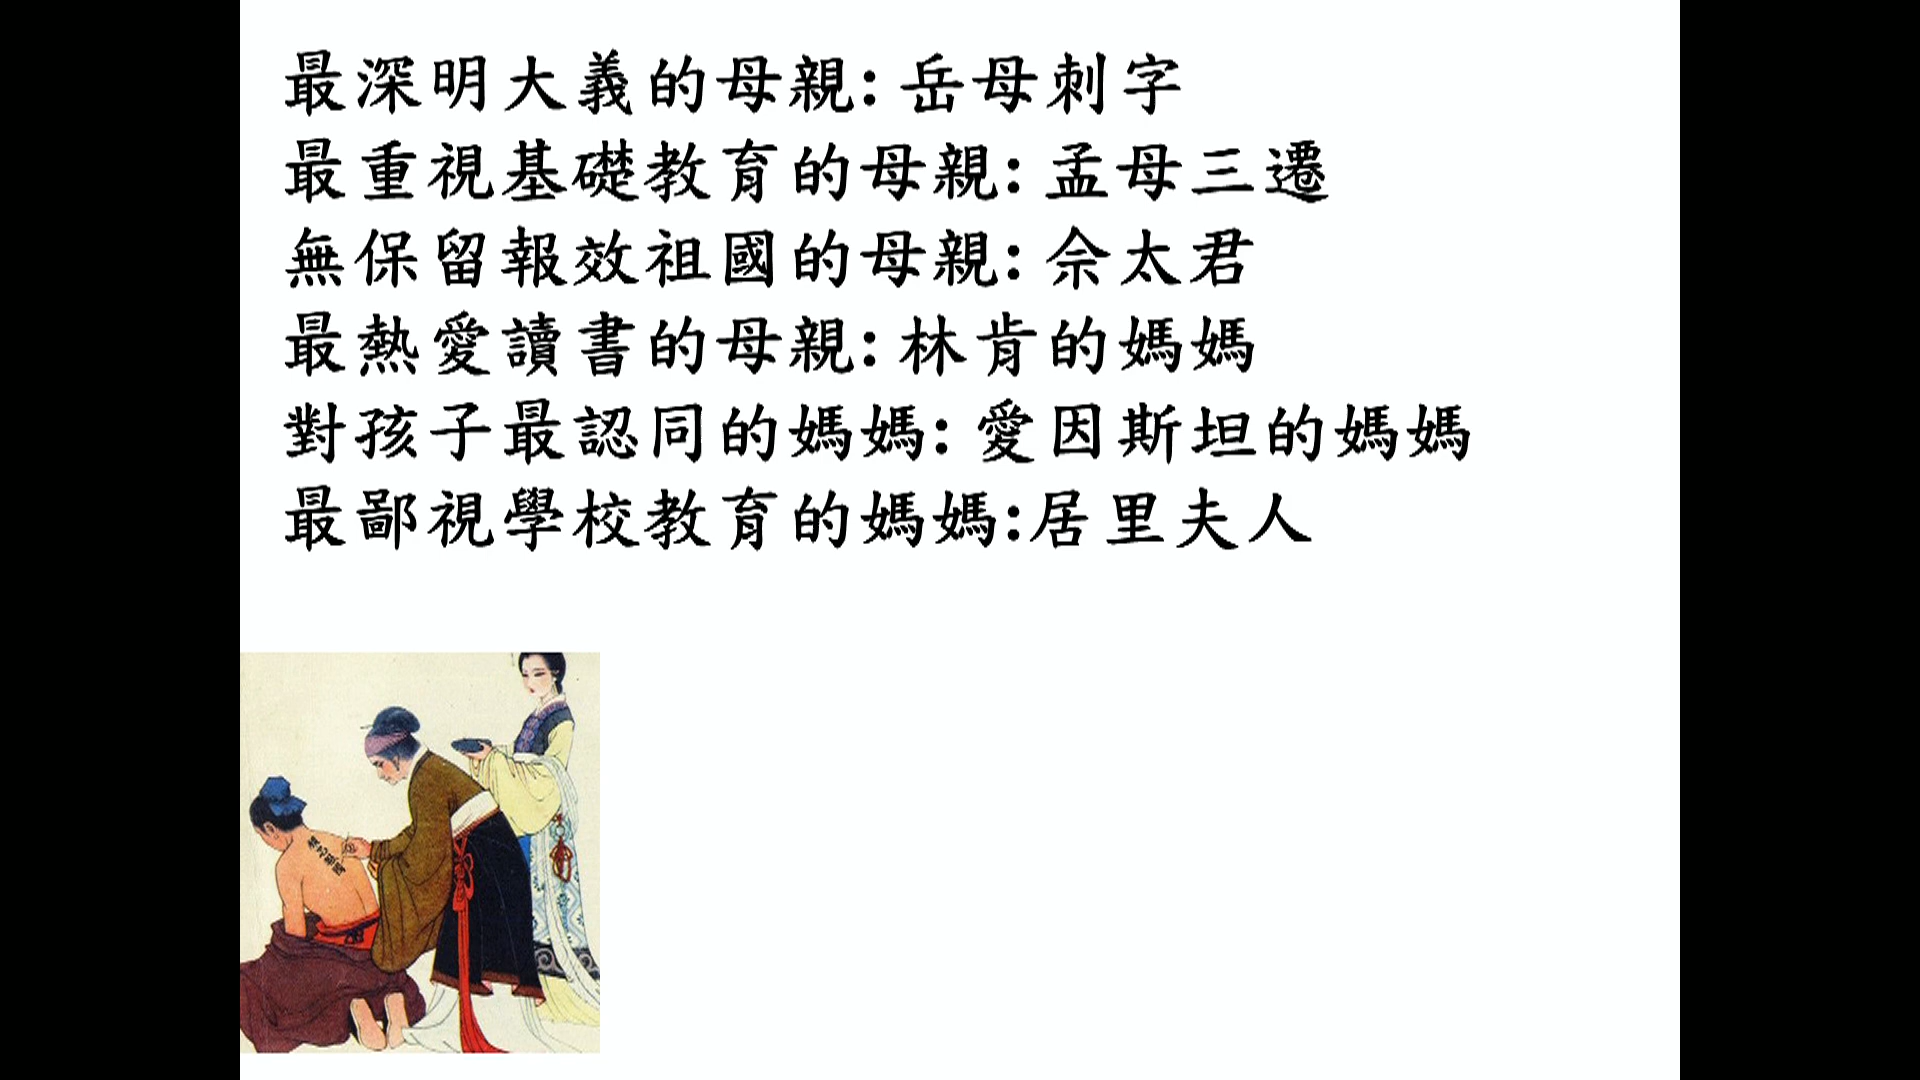 最深明大義的母親：岳母刺字
最重視基礎教育的母親：孟母三遷
無保留報效祖國的母親：佘太君
最熱愛讀書的母親：林肯的媽媽
對孩子最認同的媽媽：愛因斯坦的媽媽
最鄙視學校教育的媽媽:居里夫人